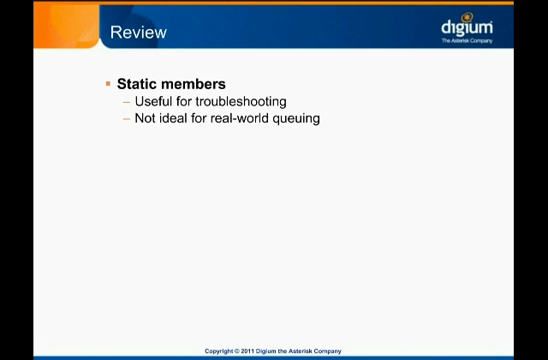 Review
digium
The Asterisk Company
Static members
– Useful for troubleshooting
– Not ideal for real-world queuing
Copyright © 2011 Digium the Asterisk Company